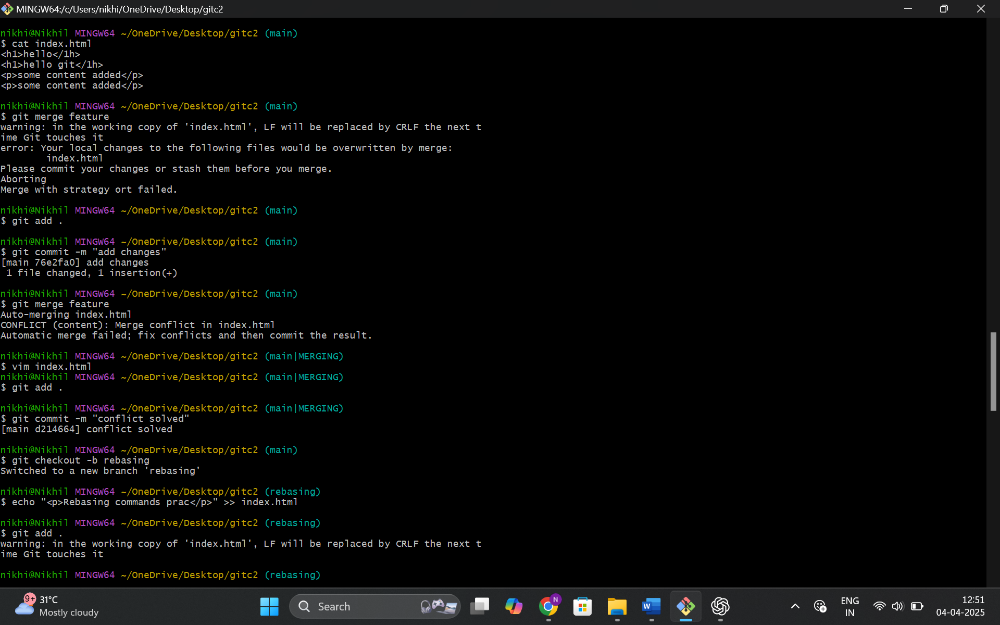 MINGW64:/c/Users/nikhi/OneDrive/Desktop/gitc2
nikhi@Nikhil MINGW64 ~/OneDrive/Desktop/gitc2 (main)
$ cat index.html
<h1>hello</1h>
<h1>hello git</1h>
<p>some content added</p>
<p>some content added</p>
nikhi@Nikhil MINGW64 ~/OneDrive/Desktop/gitc2 (main)
$ git merge feature
warning: in the working copy of 'index.html', LF will be replaced by CRLF the next t
ime Git touches it
error: Your local changes to the following files would be overwritten by merge:
        index.html
Please commit your changes or stash them before you merge.
Aborting
Merge with strategy ort failed.
nikhi@Nikhil MINGW64 ~/OneDrive/Desktop/gitc2 (main)
$ git add .
nikhi@Nikhil MINGW64 ~/OneDrive/Desktop/gitc2 (main)
$ git commit -m "add changes"
[main 76e2fa0] add changes
 1 file changed, 1 insertion(+)
nikhi@Nikhil MINGW64 ~/OneDrive/Desktop/gitc2 (main)
$ git merge feature
Auto-merging index.html
CONFLICT (content): Merge conflict in index.html
Automatic merge failed; fix conflicts and then commit the result.
nikhi@Nikhil MINGW64 ~/OneDrive/Desktop/gitc2 (main|MERGING)
$ vim index.html
nikhi@Nikhil MINGW64 ~/OneDrive/Desktop/gitc2 (main|MERGING)
$ git add .
nikhi@Nikhil MINGW64 ~/OneDrive/Desktop/gitc2 (main|MERGING)
$ git commit -m "conflict solved"
[main d214664] conflict solved
nikhi@Nikhil MINGW64 ~/OneDrive/Desktop/gitc2 (main)
$ git checkout -b rebasing
Switched to a new branch 'rebasing'
nikhi@Nikhil MINGW64 ~/OneDrive/Desktop/gitc2 (rebasing)
$ echo "<p>Rebasing commands prac</p>" >> index.html
nikhi@Nikhil MINGW64 ~/OneDrive/Desktop/gitc2 (rebasing)
$ git add .
warning: in the working copy of 'index.html', LF will be replaced by CRLF the next t
ime Git touches it
nikhi@Nikhil MINGW64 ~/OneDrive/Desktop/gitc2 (rebasing)
9+ 31°C
Mostly cloudy
Search
N
W
ENG
IN
12:51
04-04-2025